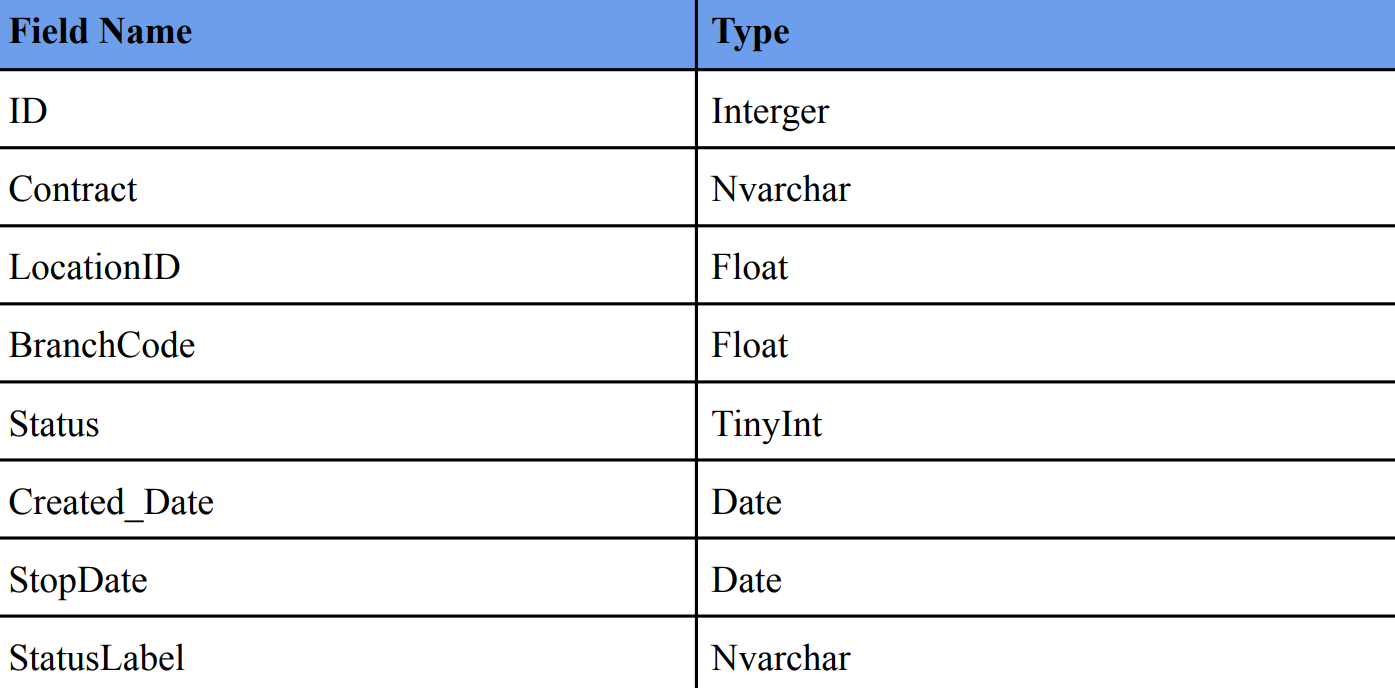 Field Name Type
ID Interger
Contract Nvarchar
LocationID Float
BranchCode Float
Status TinyInt
Created_Date Date
StopDate Date
StatusLabel Nvarchar